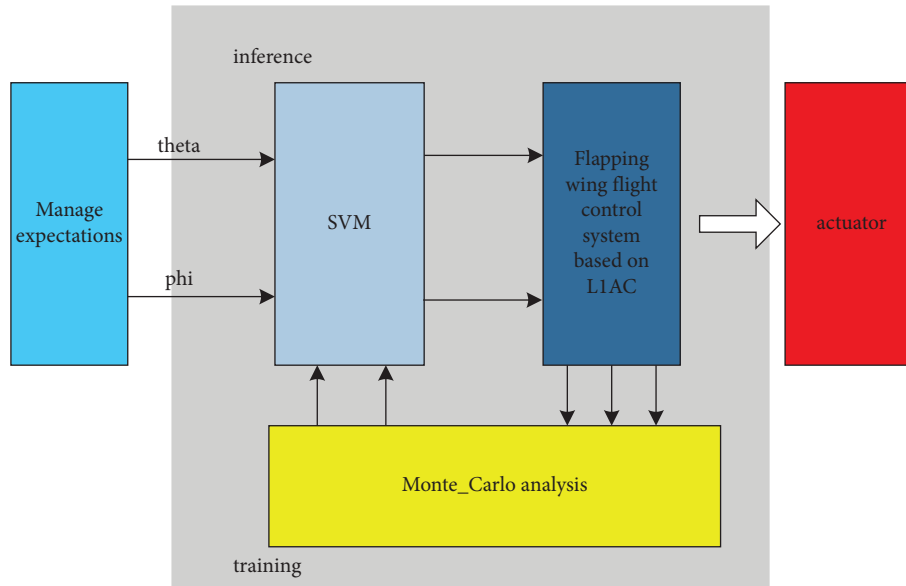 inference
theta
phi
Manage
expectations
SVM
Flapping
wing flight
control
system
based on
L1AC
actuator
Monte_Carlo analysis
training